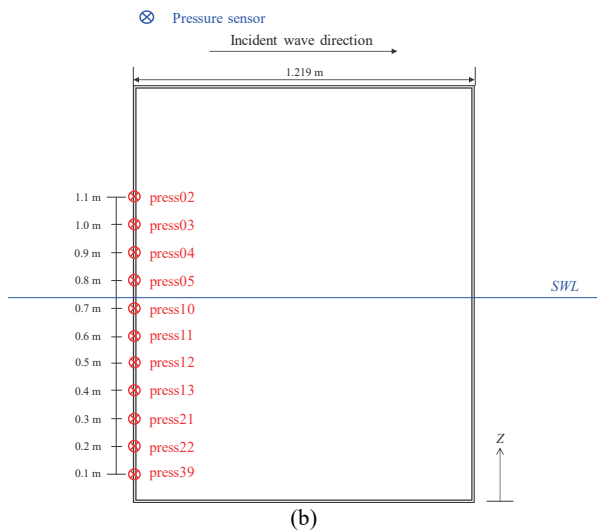 Pressure sensor
Incident wave direction
1.219 m
1.1 m press02
1.0 m press03
0.9 m press04
0.8 m press05
SWL
0.7 m press10
0.6 m press11
0.5 m press12
0.4 m press13
0.3 m press21
0.2 m press22
Z
0.1 m press39
(b)